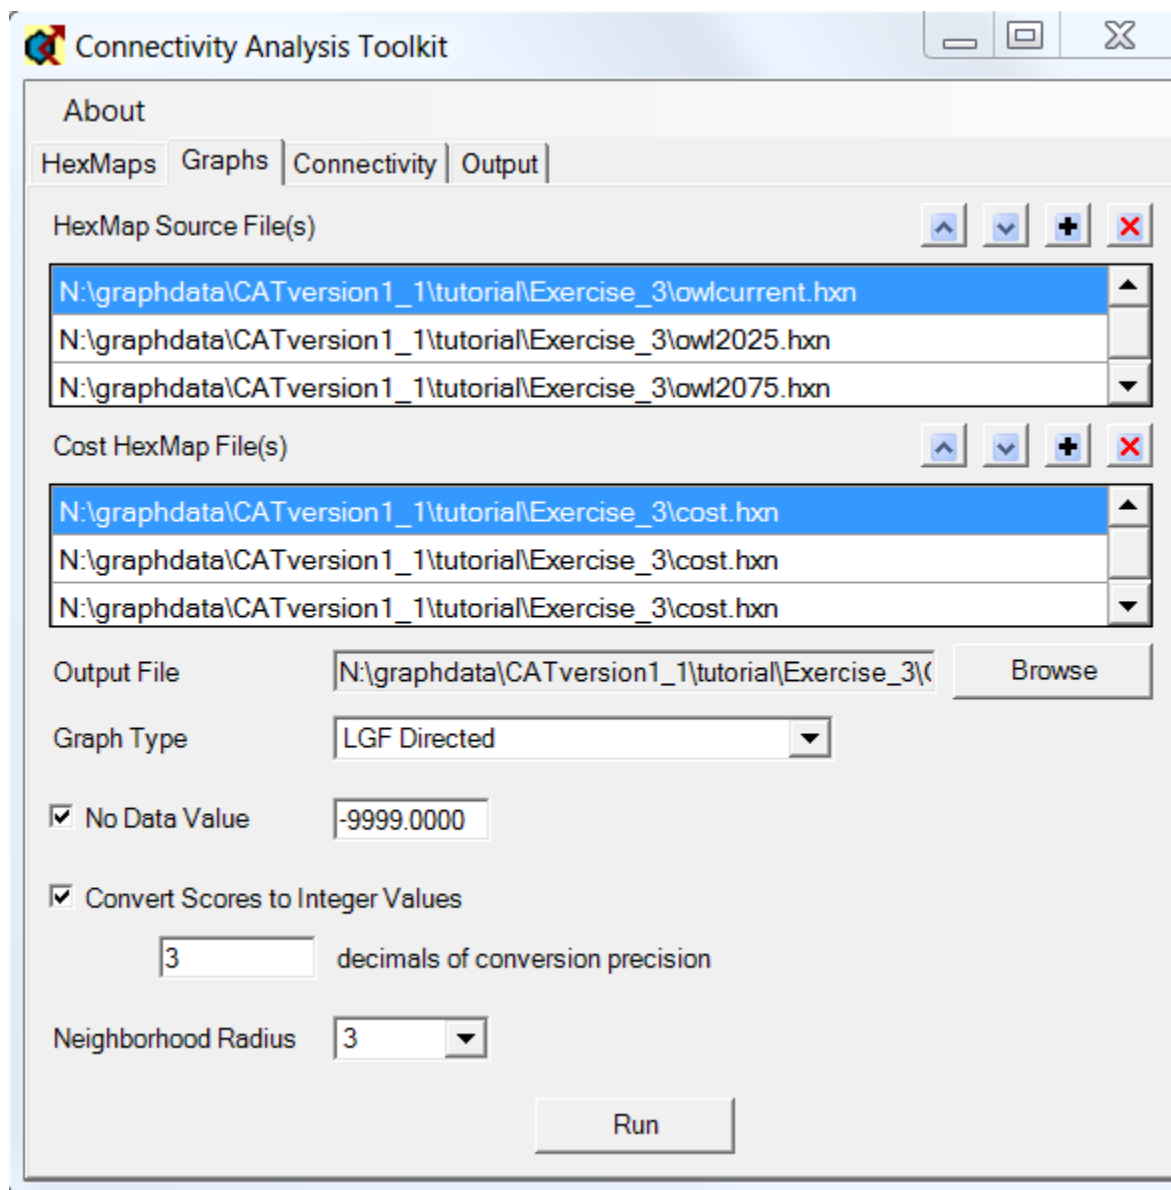 Connectivity Analysis Toolkit
About
HexMaps Graphs Connectivity Output
HexMap Source File(s)
N:\graphdata\CATversion1_1\tutorial\Exercise_3\owlcurrent.hxn
N:\graphdata\CATversion1_1\tutorial\Exercise_3\owl2025.hxn
N:\graphdata\CATversion1_1\tutorial\Exercise_3\owl2075.hxn
Cost HexMap File(s)
N:\graphdata\CATversion1_1\tutorial\Exercise_3\cost.hxn
N:\graphdata\CATversion1_1\tutorial\Exercise_3\cost.hxn
N:\graphdata\CATversion1_1\tutorial\Exercise_3\cost.hxn
Output File N:\graphdata\CATversion1_1\tutorial\Exercise_3\ Browse
Graph Type LGF Directed
No Data Value -9999.0000
Convert Scores to Integer Values
3 decimals of conversion precision
Neighborhood Radius 3
Run